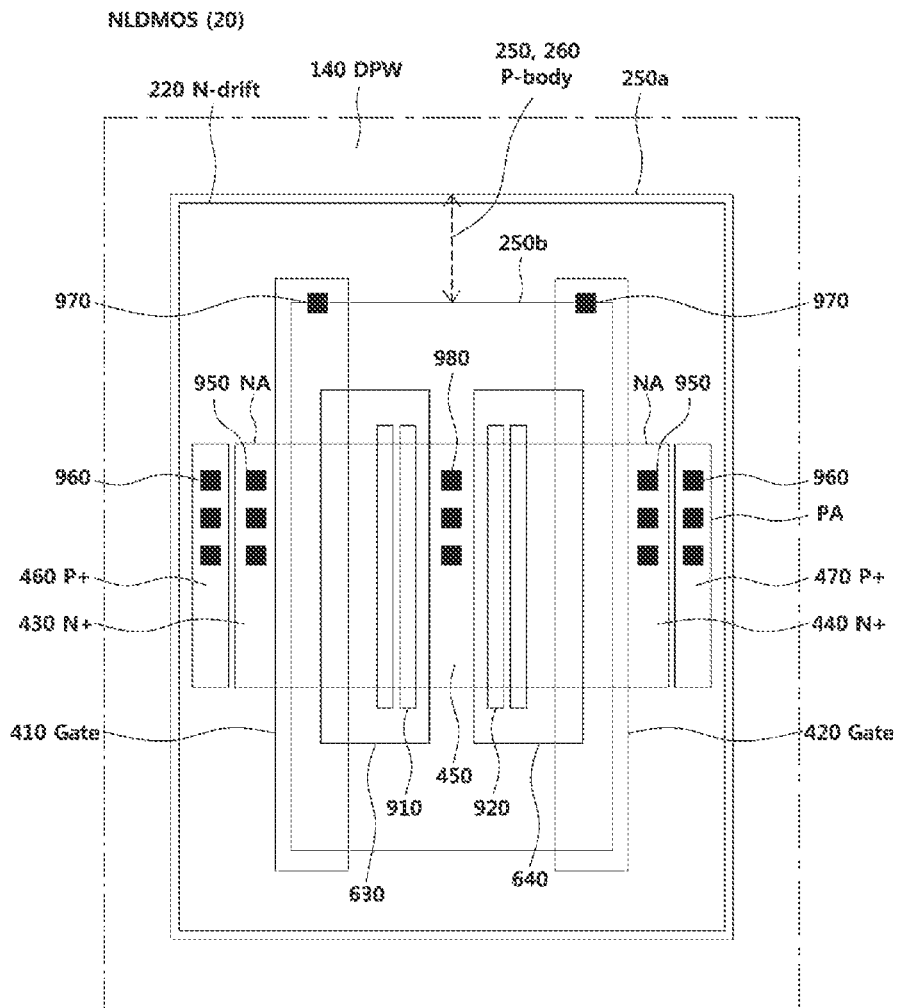 NLDMOS (20)
250, 260
P-body
140 DPW
220 N-drift
250a
250b
970
970
980
950 NA
NA 950
960
960
PA
460 P+
470 P+
430 N+
440 N+
410 Gate
420 Gate
450
910
920
630
640